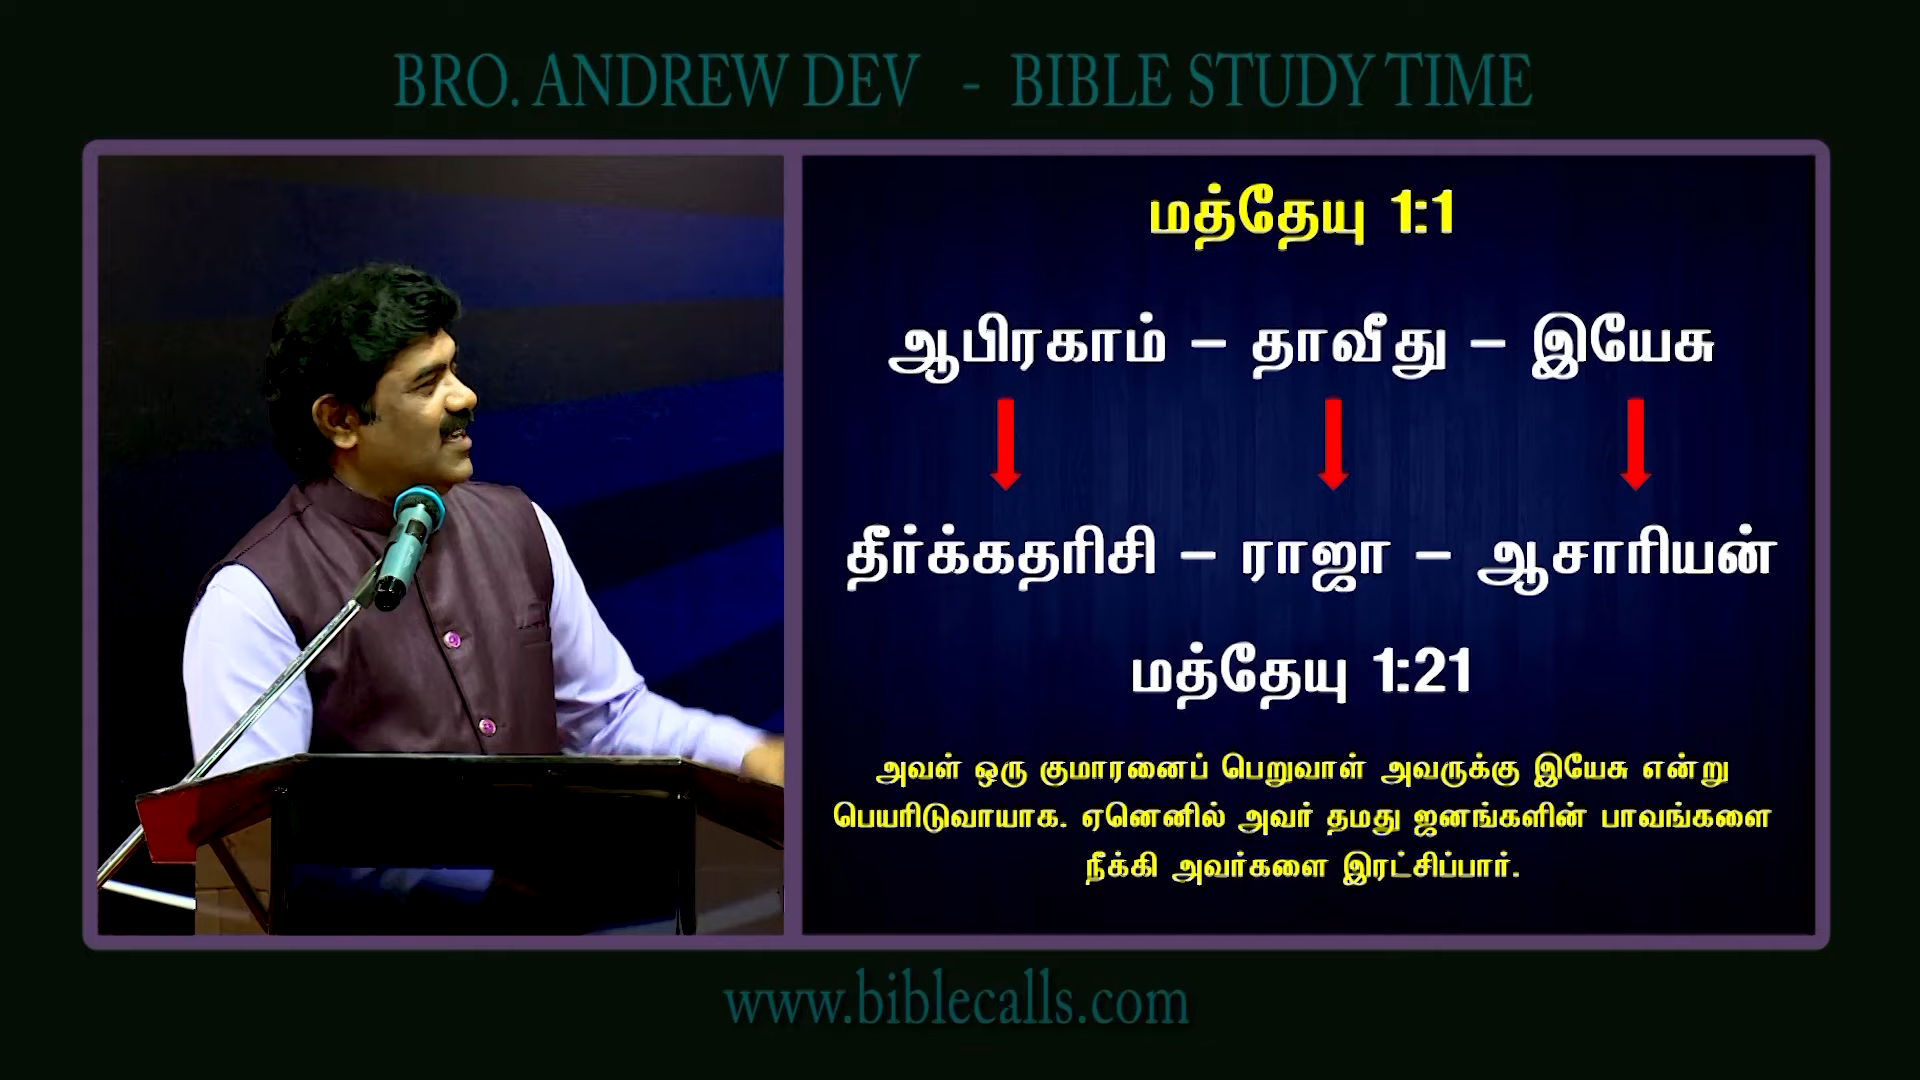 BRO. ANDREW DEV - BIBLE STUDY TIME
மத்தேயு 1:1
ஆபிரகாம் – தாவீது – இயேசு
தீர்க்கதரிசி – ராஜா – ஆசாரியன்
மத்தேயு 1:21
அவள் ஒரு குமாரனைப் பெறுவாள் அவருக்கு இயேசு என்று
பெயரிடுவாயாக. ஏனெனில் அவர் தமது ஜனங்களின் பாவங்களை
நீக்கி அவர்களை இரட்சிப்பார்.
www.biblecalls.com